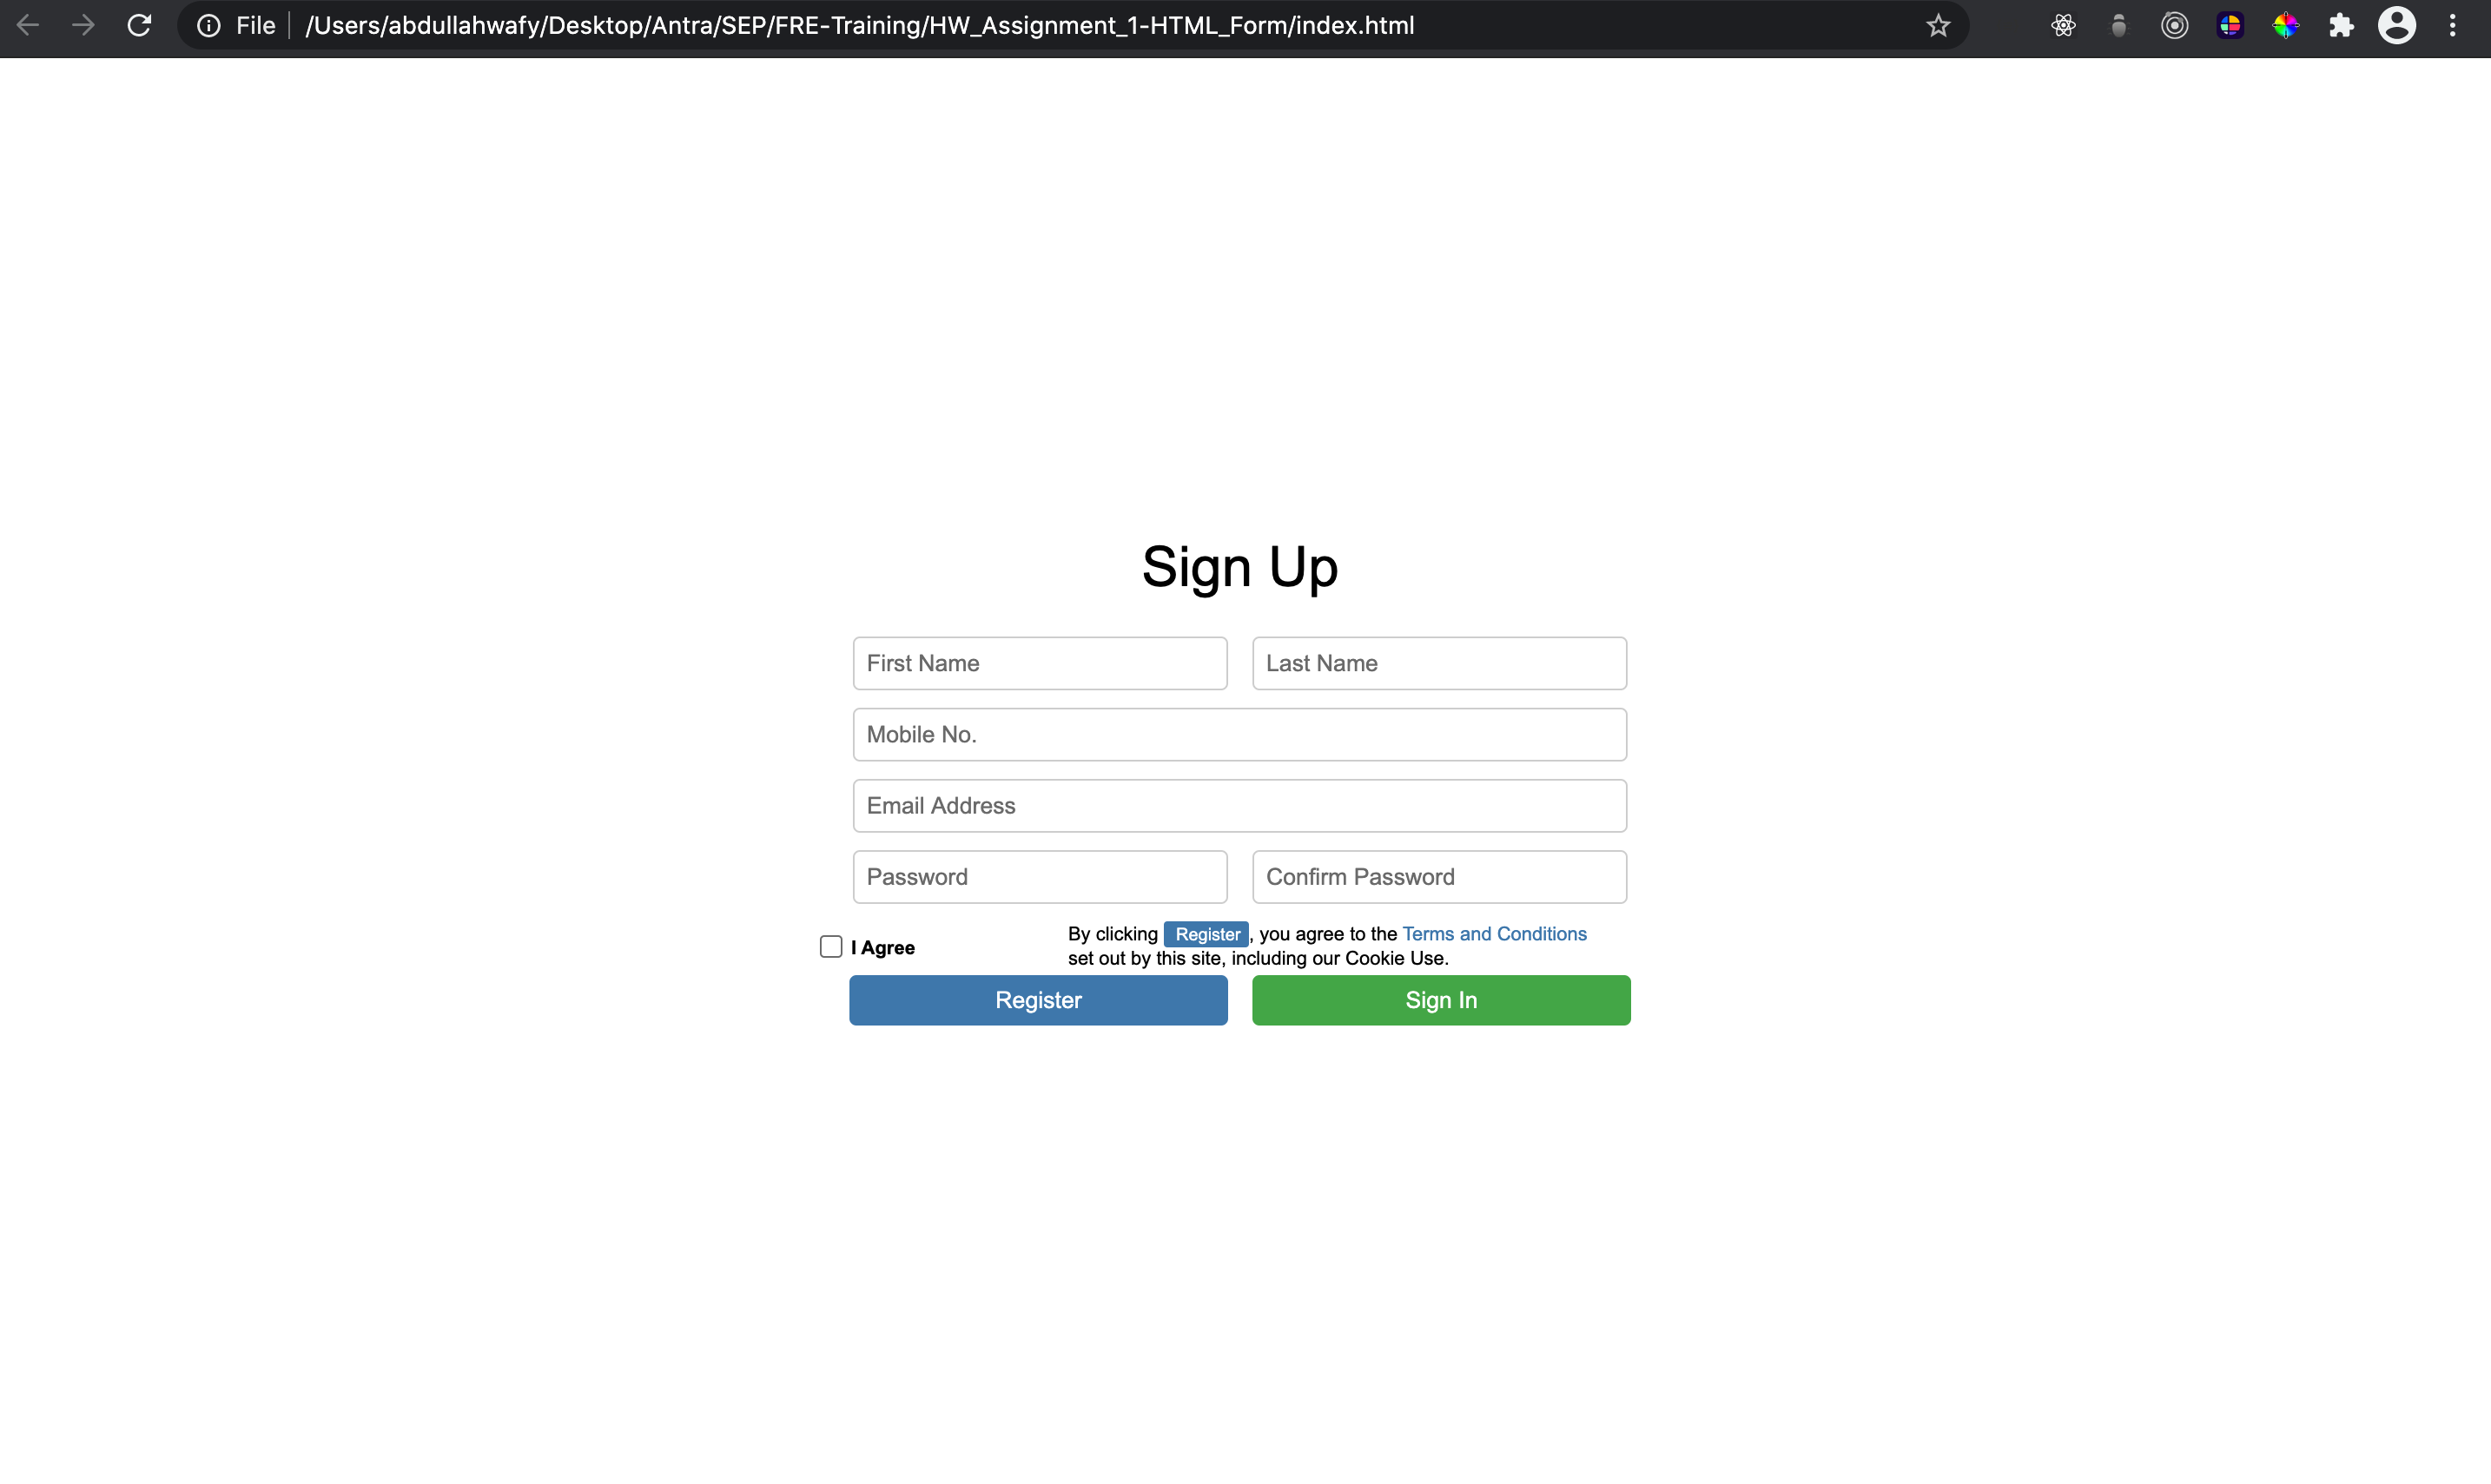 File /Users/abdullahwafy/Desktop/Antra/SEP/FRE-Training/HW_Assignment_1-HTML_Form/index.html
Sign Up
First Name Last Name
Mobile No.
Email Address
Password Confirm Password
I Agree
By clicking Register, you agree to the Terms and Conditions
set out by this site, including our Cookie Use.
Register Sign In